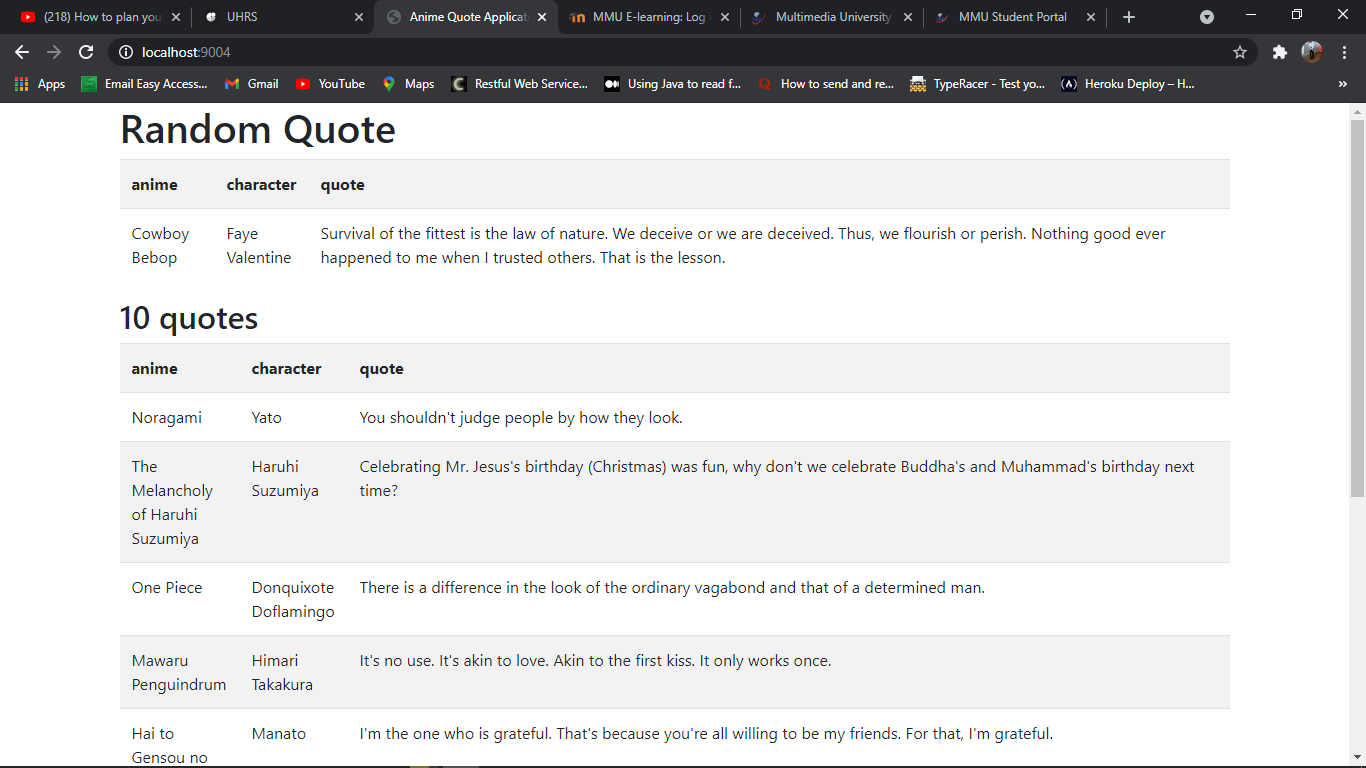 (218) How to plan you
UHRS
Anime Quote Applicat
MMU E-learning: Log
Multimedia University
MMU Student Portal
localhost:9004
Apps
Email Easy Access...
Gmail
YouTube
Maps
Restful Web Service...
Using Java to read f...
How to send and re...
TypeRacer - Test yo...
Heroku Deploy – H...
»
Random Quote
anime character quote
Cowboy Faye Survival of the fittest is the law of nature. We deceive or we are deceived. Thus, we flourish or perish. Nothing good ever
Bebop Valentine happened to me when I trusted others. That is the lesson.
10 quotes
anime character quote
Noragami Yato You shouldn't judge people by how they look.
The Haruhi Celebrating Mr. Jesus's birthday (Christmas) was fun, why don't we celebrate Buddha's and Muhammad's birthday next
Melancholy Suzumiya time?
of Haruhi
Suzumiya
One Piece Donquixote There is a difference in the look of the ordinary vagabond and that of a determined man.
Doflamingo
Mawaru Himari It's no use. It's akin to love. Akin to the first kiss. It only works once.
Penguindrum Takakura
Hai to Manato I'm the one who is grateful. That's because you're all willing to be my friends. For that, I'm grateful.
Gensou no